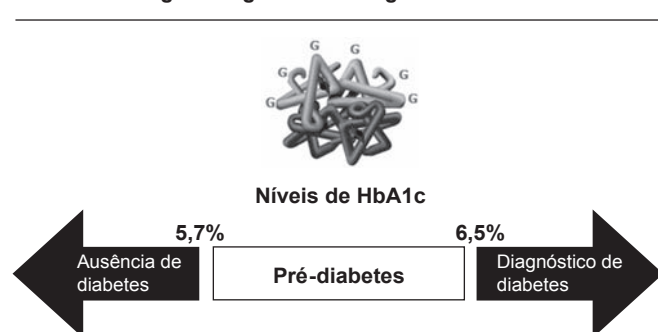 G
G
G
G
G
G
Níveis de HbA1c
5,7%
6,5%
Ausência de
diabetes
Pré-diabetes
Diagnóstico de
diabetes